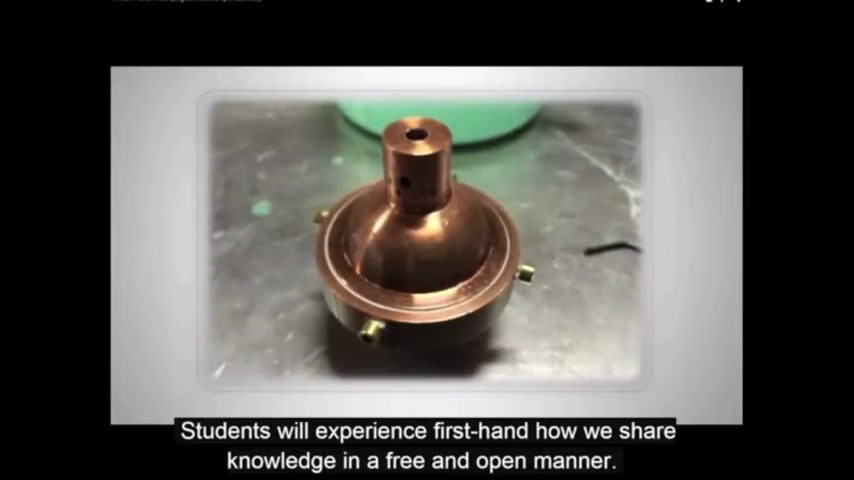 Students will experience first-hand how we share
knowledge in a free and open manner.